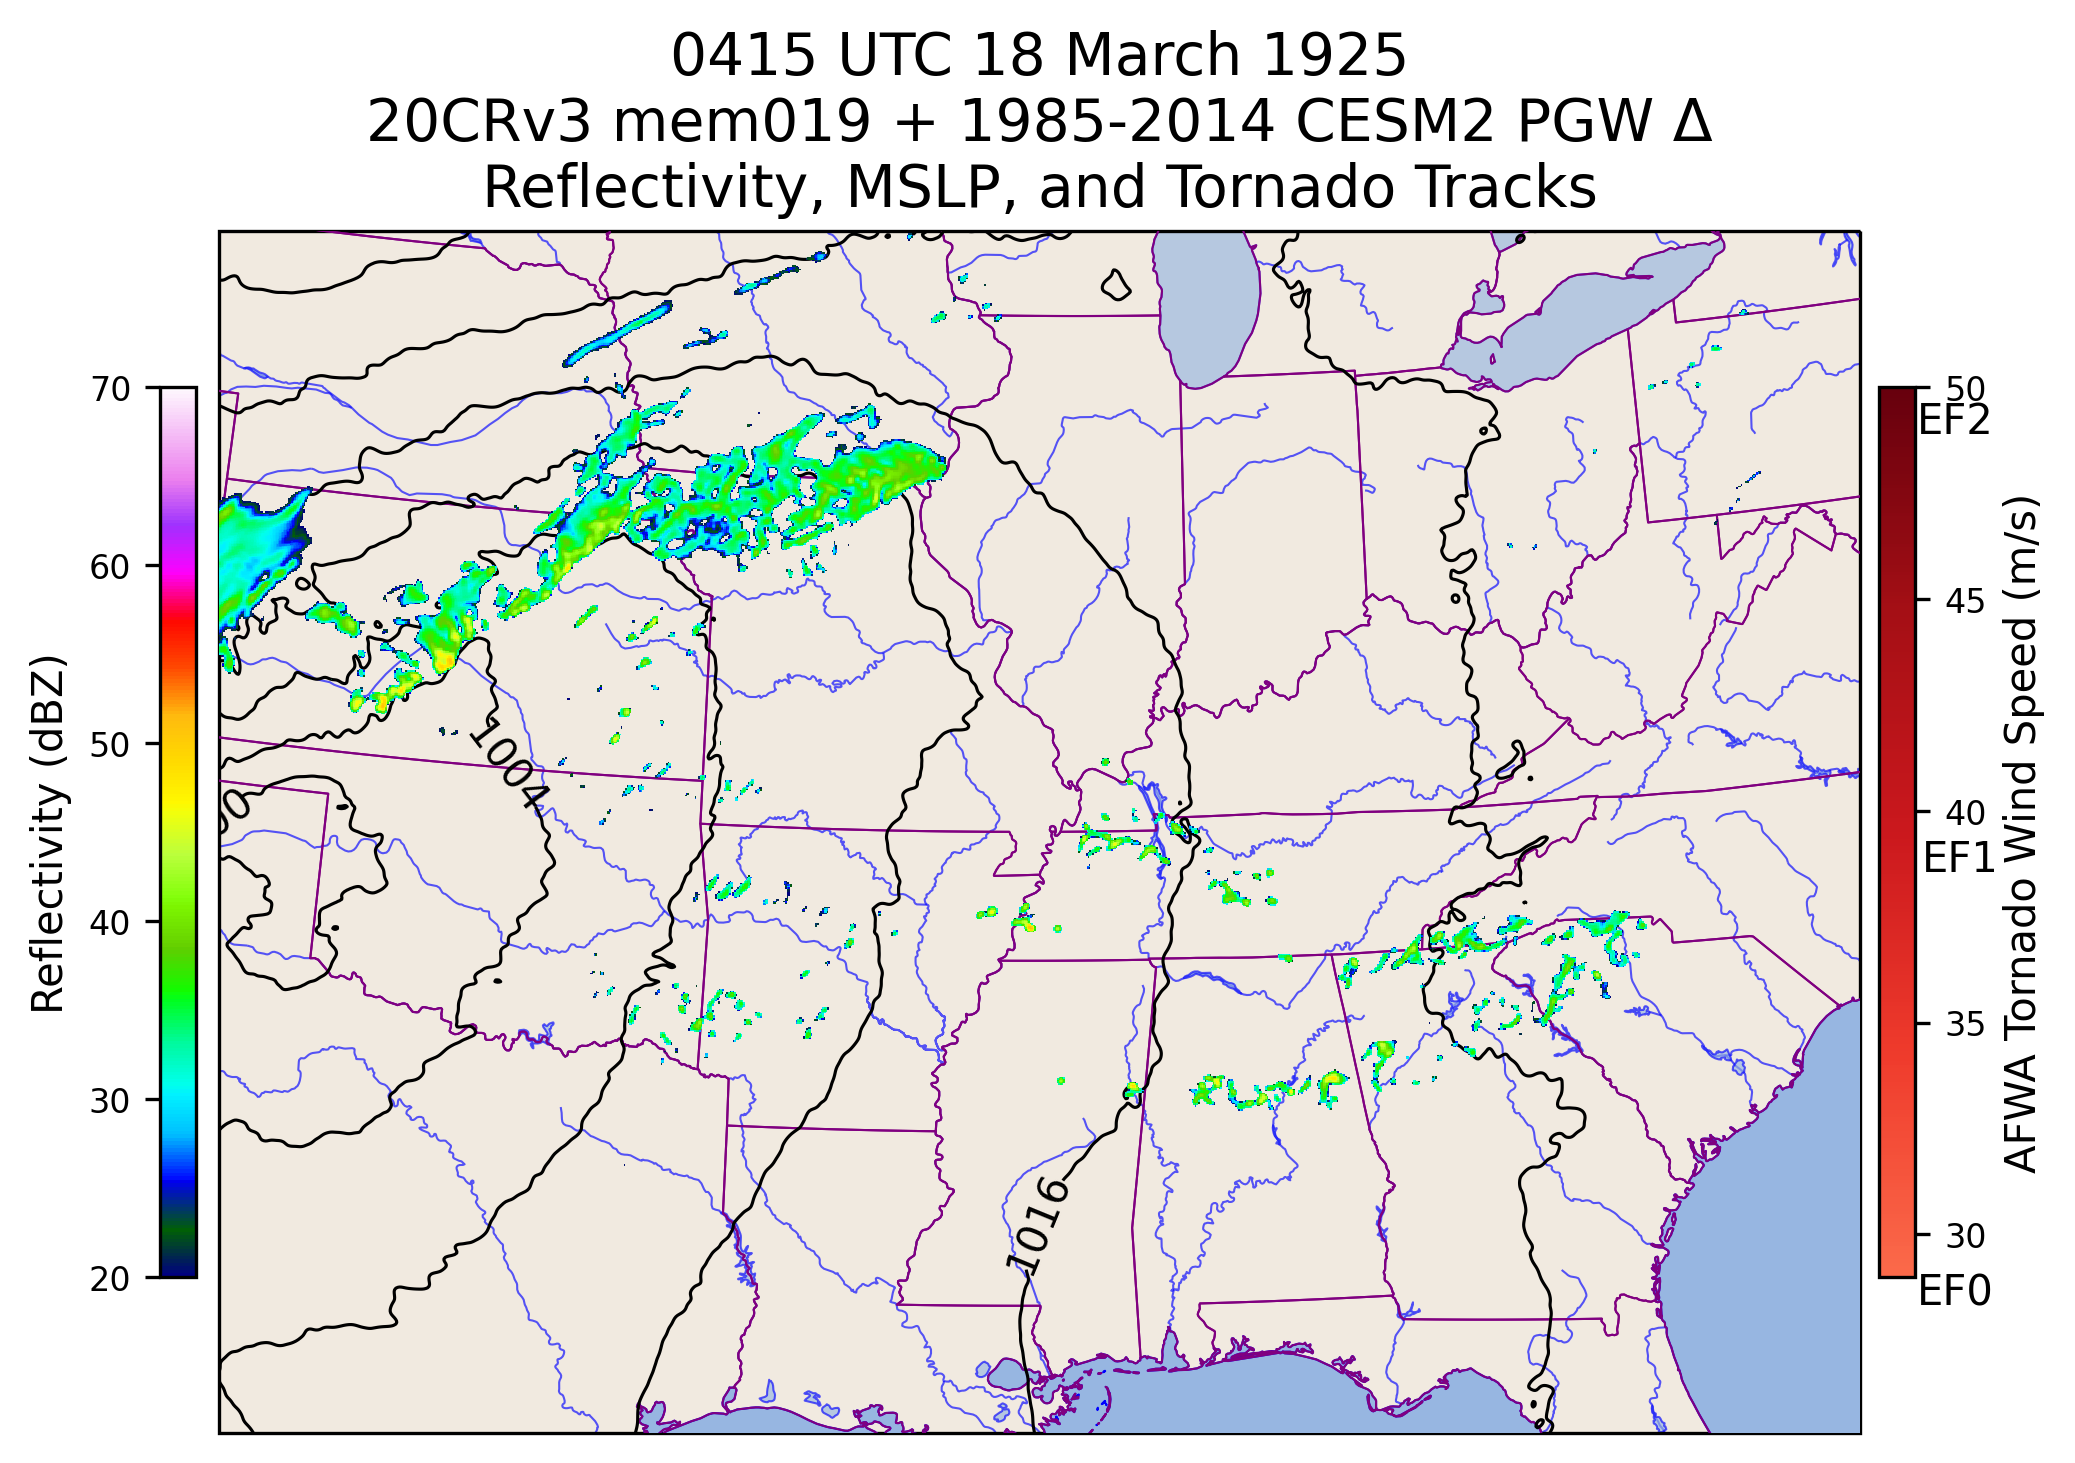 0415 UTC 18 March 1925
20CRv3 mem019 + 1985-2014 CESM2 PGW Δ
Reflectivity, MSLP, and Tornado Tracks
Reflectivity (dBZ)
70
60
50
40
30
20
1004
1016
50
EF2
45
40
EF1
35
30
EF0
AFWA Tornado Wind Speed (m/s)